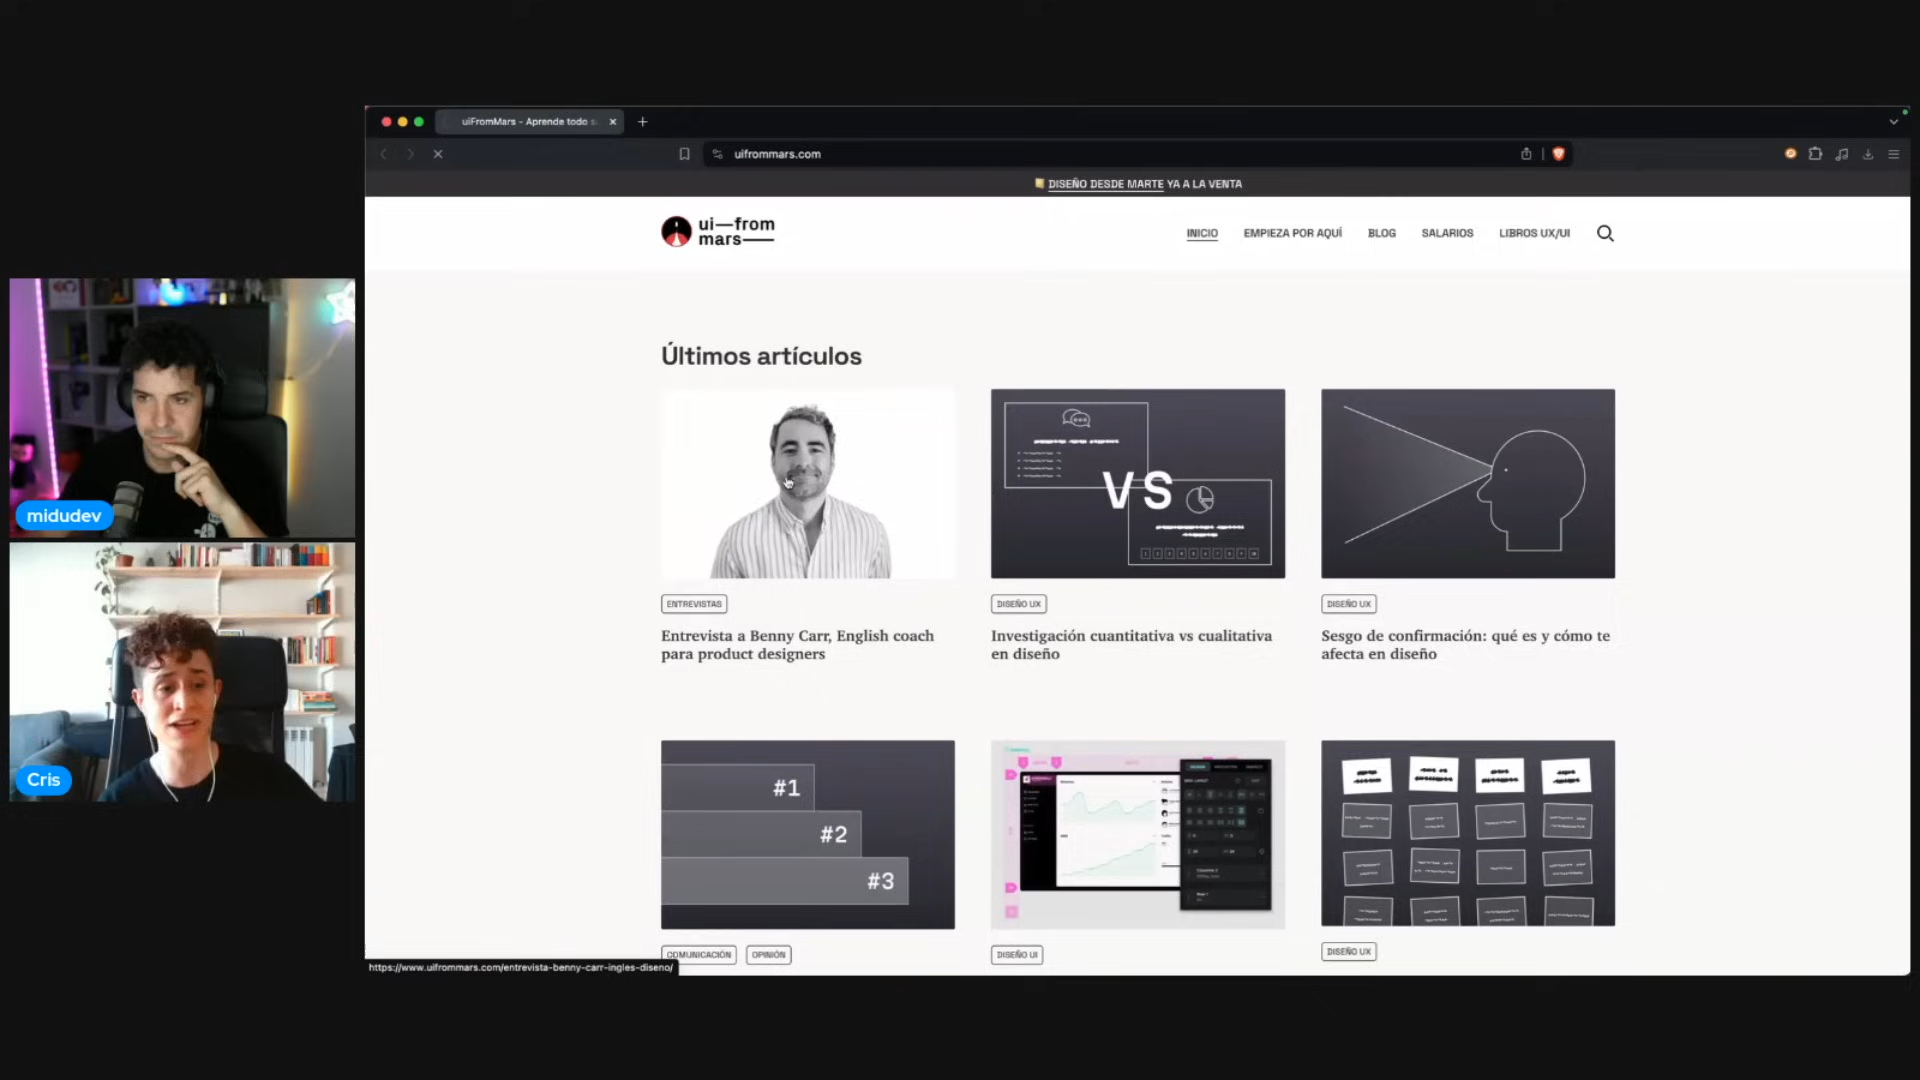 uiFromMars - Aprende todo s
uifrommars.com
DISEÑO DESDE MARTE YA A LA VENTA
ui—from
mars—
INICIO
EMPIEZA POR AQUÍ
BLOG
SALARIOS
LIBROS UX/UI
Últimos artículos
VS
ENTREVISTAS
DISEÑO UX
DISEÑO UX
Entrevista a Benny Carr, English coach
para product designers
Investigación cuantitativa vs cualitativa
en diseño
Sesgo de confirmación: qué es y cómo te
afecta en diseño
midudev
Cris
#1
#2
#3
COMUNICACIÓN
OPINIÓN
DISEÑO UI
DISEÑO UX
https://www.uifrommars.com/entrevista-benny-carr-ingles-diseno/